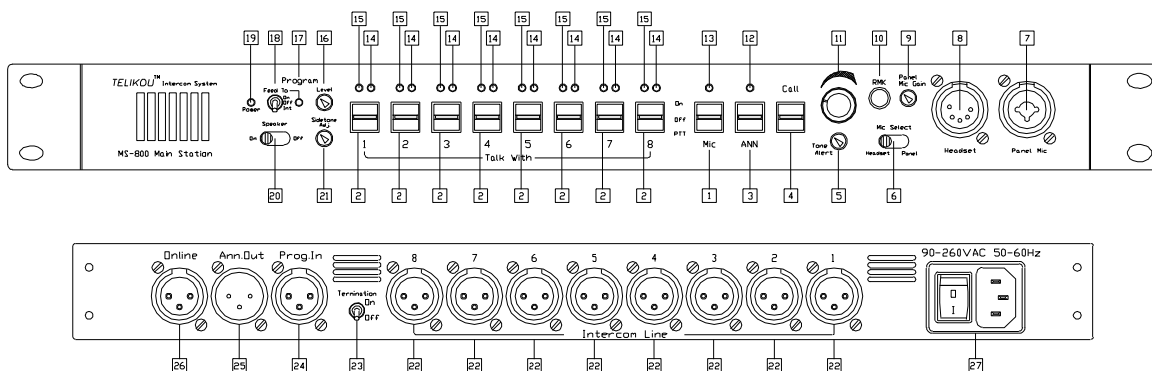 15 15 15 15 15 15 15 15
19 18 17 16 14 14 14 14 14 14 14 14 13 12 11 10 9 8 7
TELIKOU™ Intercom System
Program
Power
Feed To
On
Off
Int
Level
Call
RMK
Panel
Mic Gain
Speaker
On Off
Sidetone
Adj.
On
Off
PTT
Mic Select
Headset Panel
MS-800 Main Station
1 2 3 4 5 6 7 8
Talk With
Mic ANN
Tone
Alert
Headset
Panel Mic
20 21 2 2 2 2 2 2 2 2 1 3 4 5 6
Online Ann.Out Prog.In 8 7 6 5 4 3 2 1 90-260VAC 50-60Hz
Termination
On
Off
I
Intercom Line
26 25 24 23 22 22 22 22 22 22 22 22 27